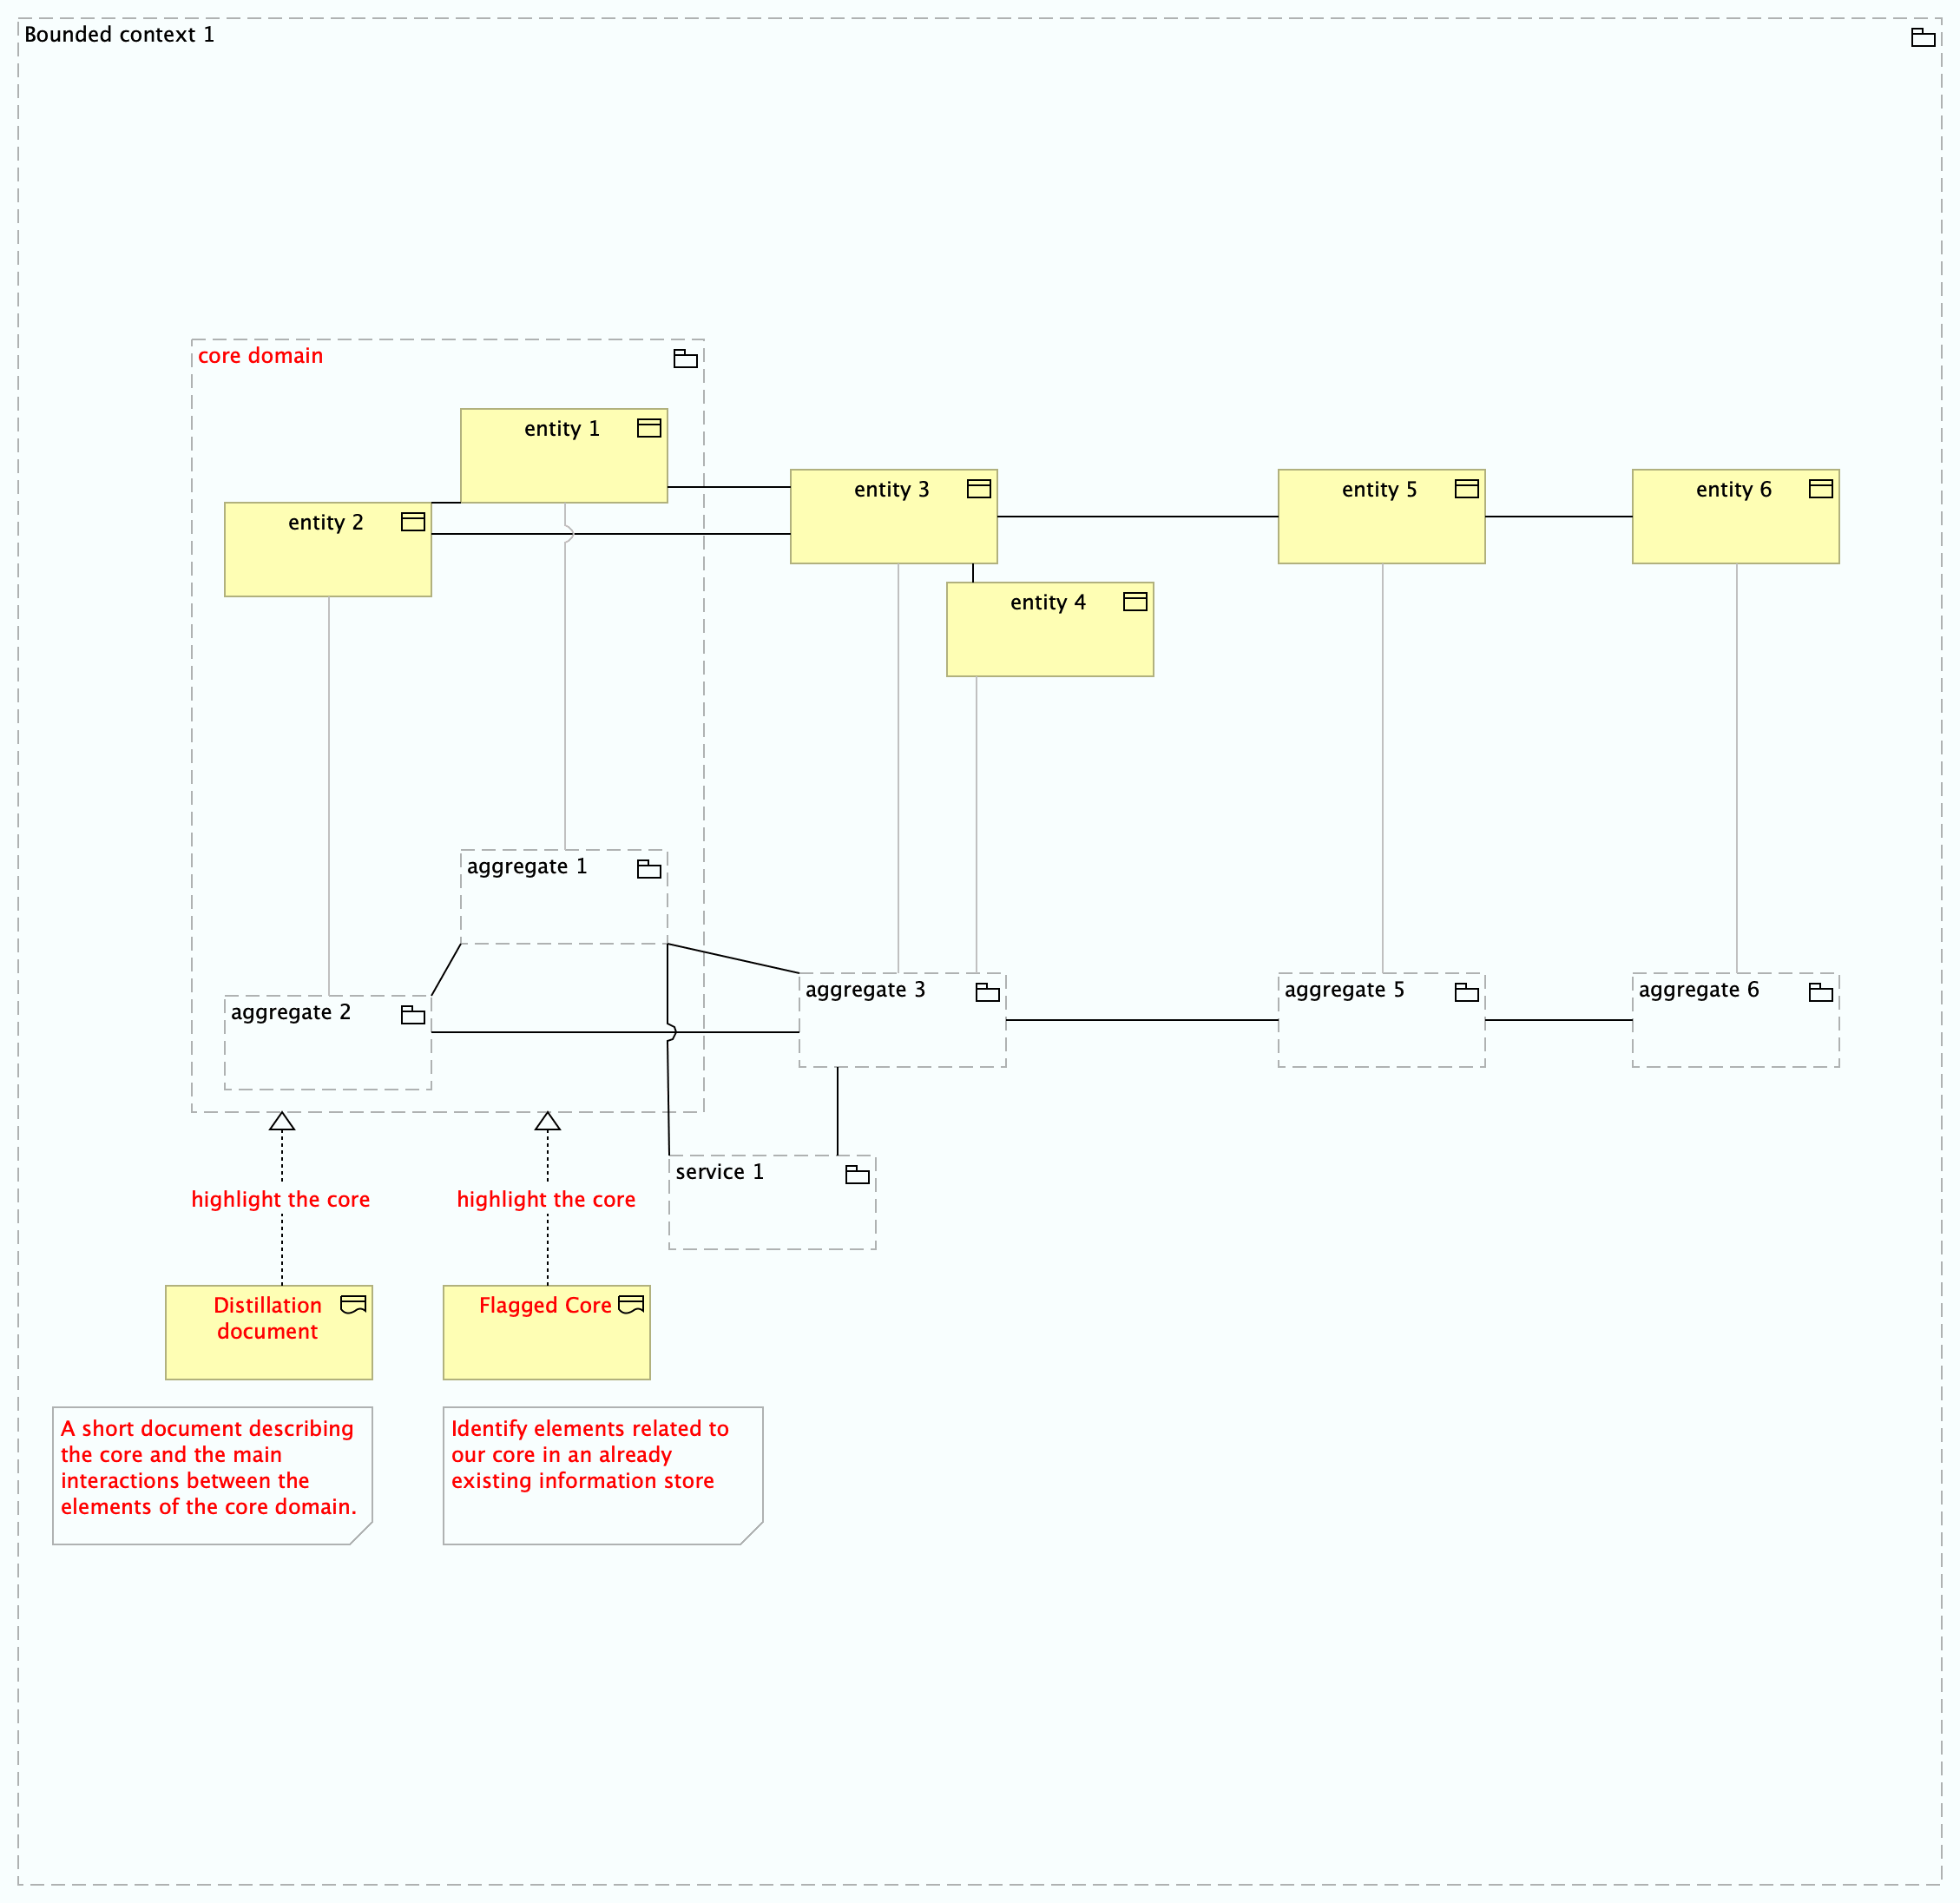 Bounded context 1
core domain
entity 1
entity 2
entity 3
entity 4
entity 5
entity 6
aggregate 1
aggregate 2
aggregate 3
aggregate 5
aggregate 6
service 1
highlight the core
highlight the core
Distillation
document
Flagged Core
A short document describing
the core and the main
interactions between the
elements of the core domain.
Identify elements related to
our core in an already
existing information store